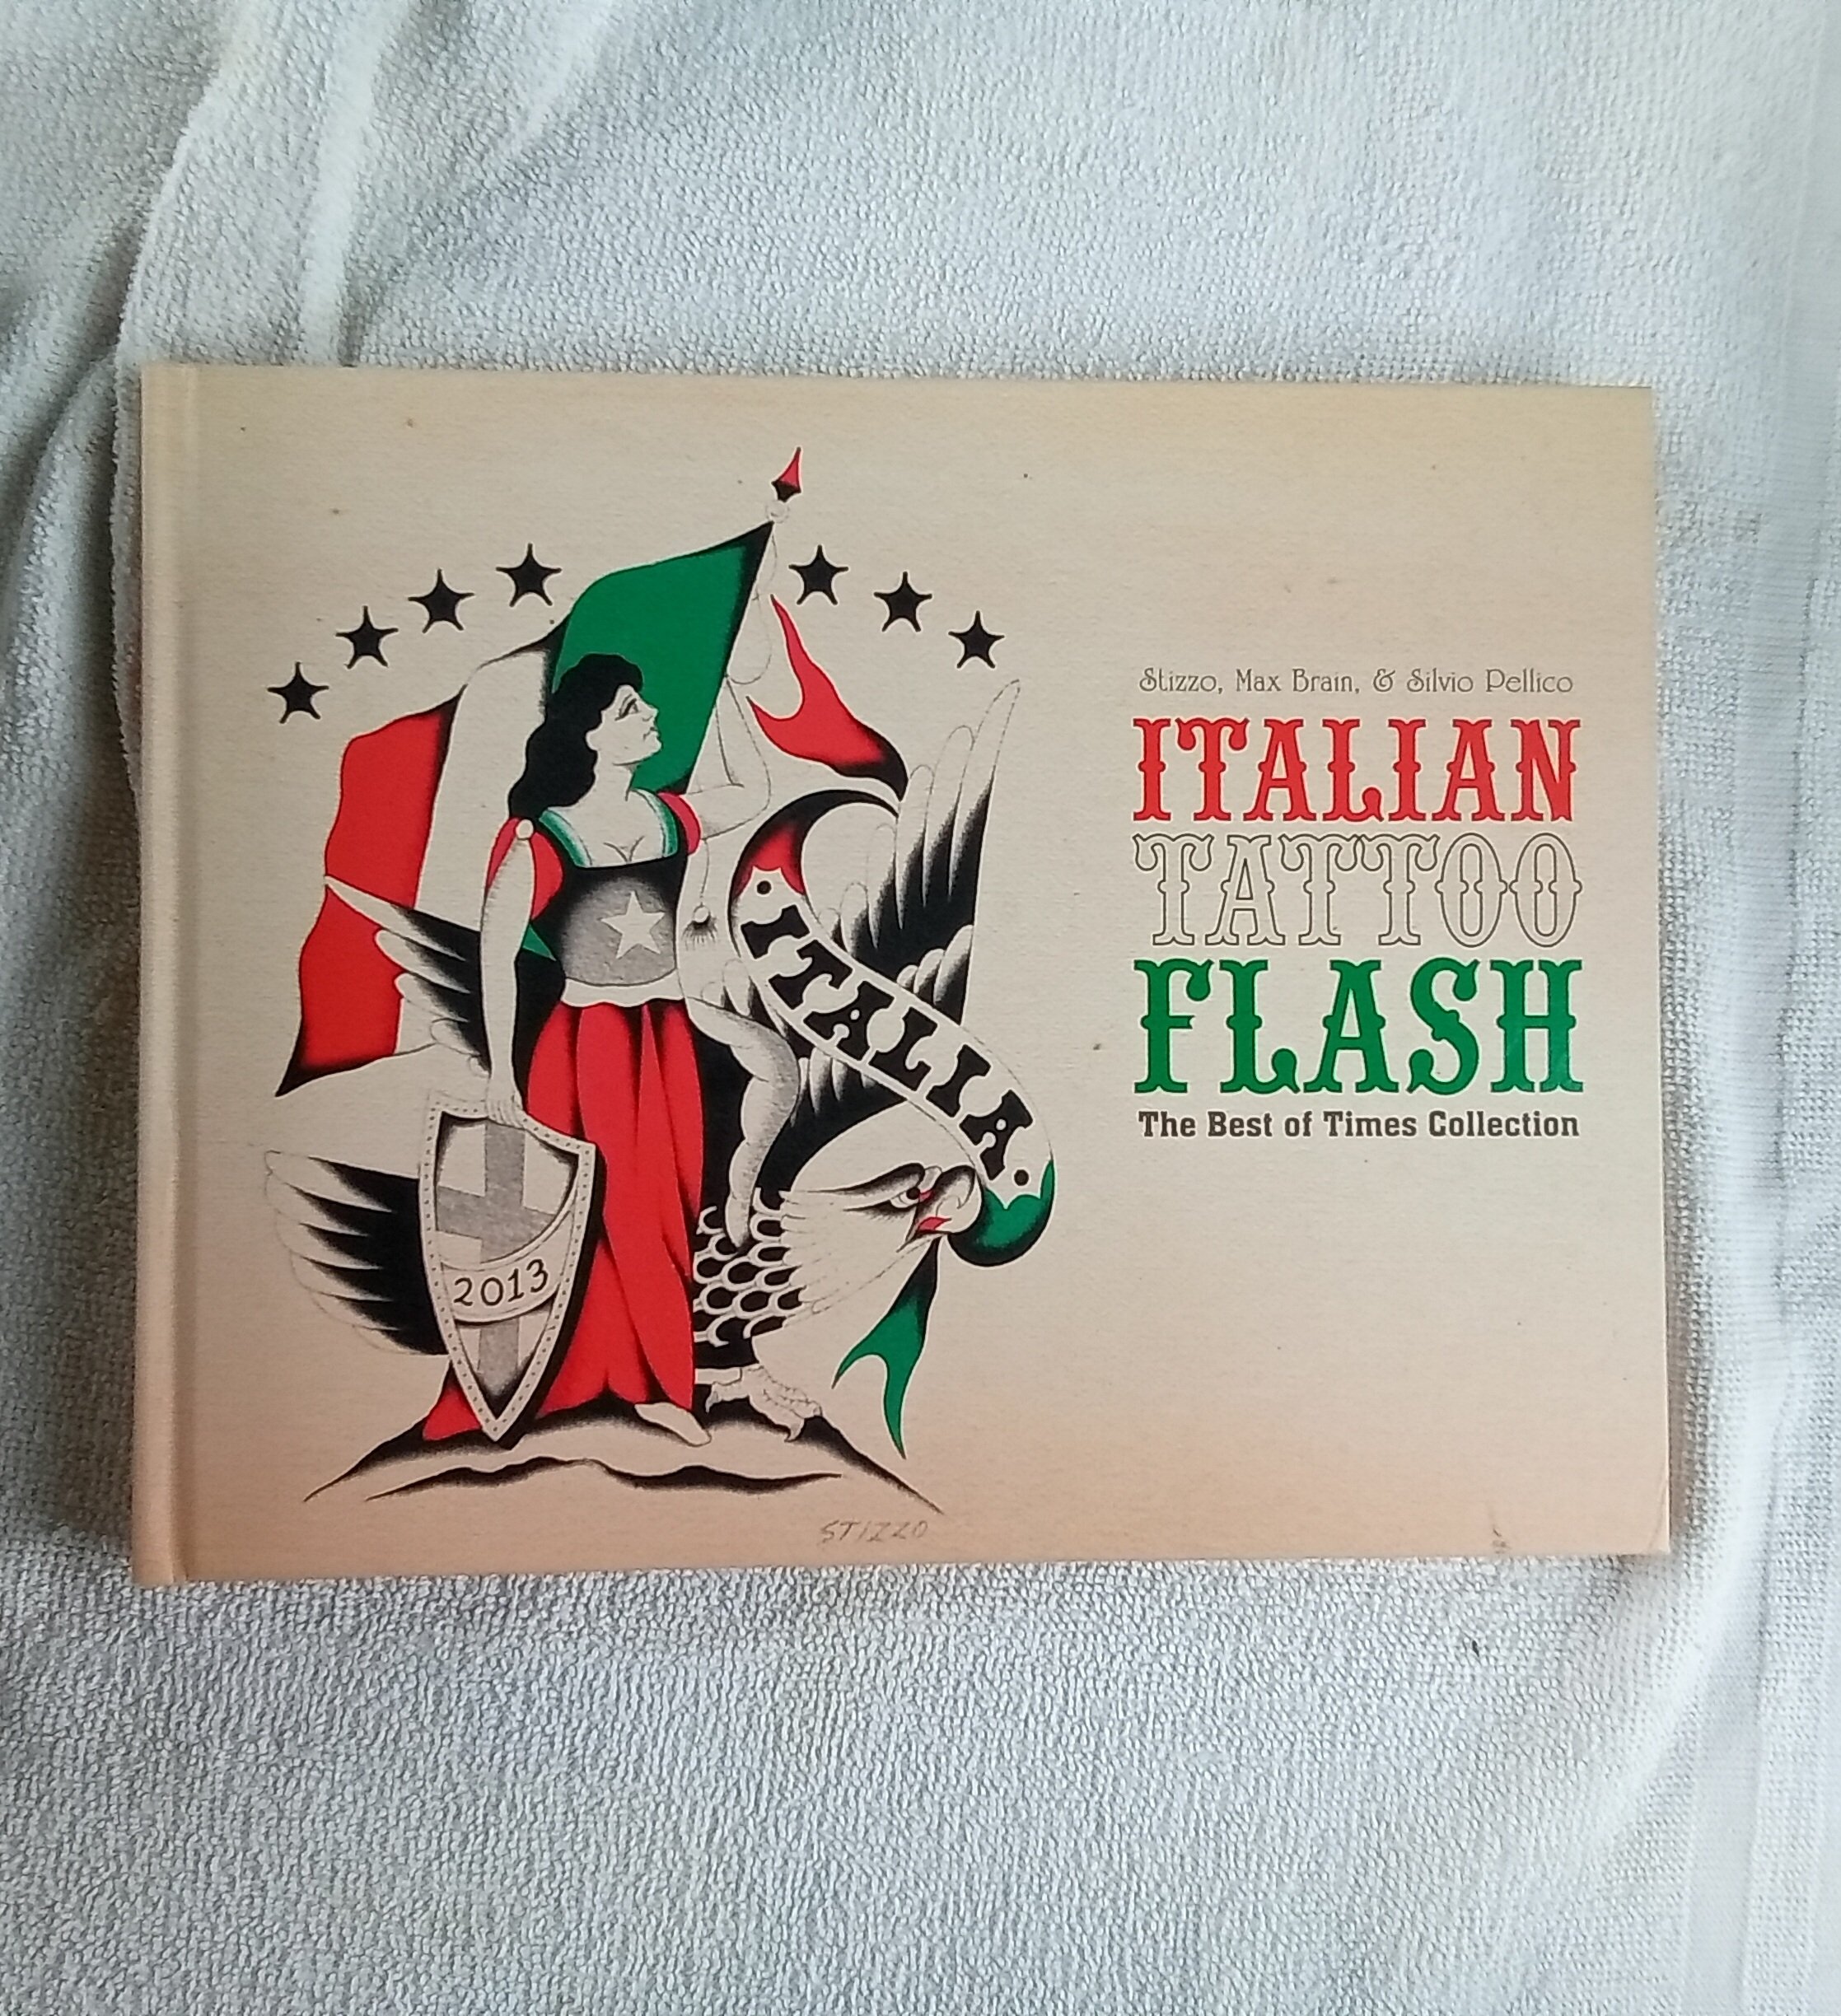 Stizzo, Max Brain, & Silvio Pellico
ITALIAN
TATTOO
FLASH
The Best of Times Collection
·ITALIA·
2013
STIZZO